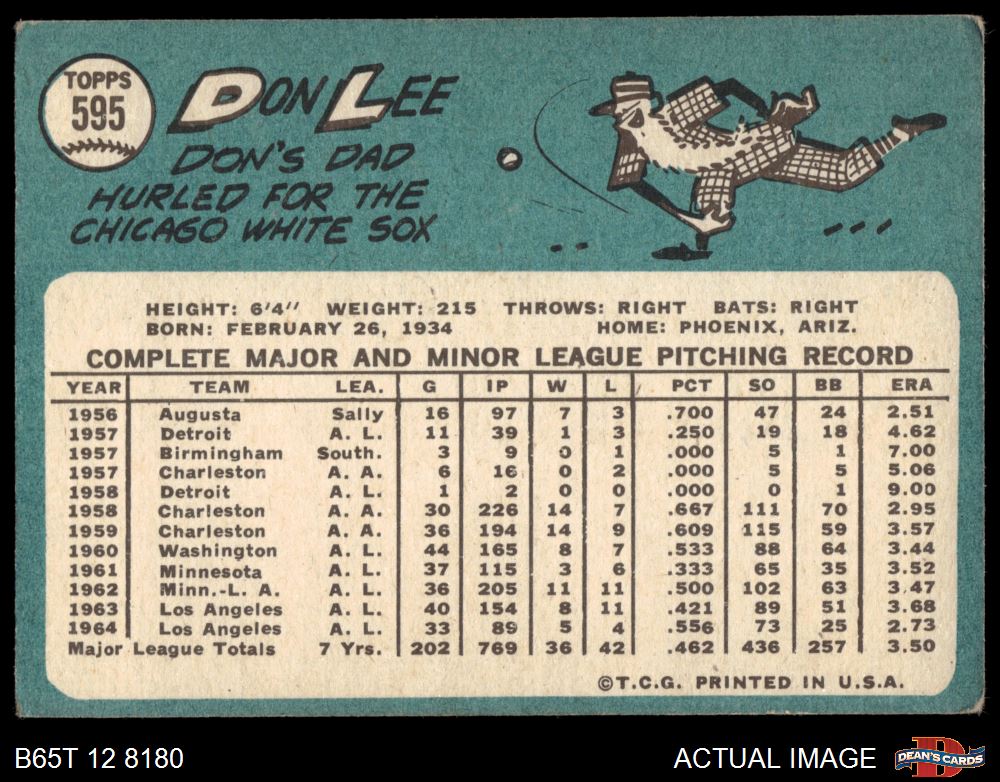 TOPPS
595
DON LEE
DON'S DAD
HURLED FOR THE
CHICAGO WHITE SOX
HEIGHT: 6'4" WEIGHT: 215 THROWS: RIGHT BATS: RIGHT
BORN: FEBRUARY 26, 1934 HOME: PHOENIX, ARIZ.
COMPLETE MAJOR AND MINOR LEAGUE PITCHING RECORD
YEAR TEAM LEA. G IP W L PCT SO BB ERA
1956 Augusta Sally 16 97 7 3 .700 47 24 2.51
1957 Detroit A. L. 11 39 1 3 .250 19 18 4.62
1957 Birmingham South. 3 9 0 1 .000 5 1 7.00
1957 Charleston A. A. 6 16 0 2 .000 5 5 5.06
1958 Detroit A. L. 1 2 0 0 .000 0 1 9.00
1958 Charleston A. A. 30 226 14 7 .667 111 70 2.95
1959 Charleston A. A. 36 194 14 9 .609 115 59 3.57
1960 Washington A. L. 44 165 8 7 .533 88 64 3.44
1961 Minnesota A. L. 37 115 3 6 .333 65 35 3.52
1962 Minn.-L. A. A. L. 36 205 11 11 .500 102 63 3.47
1963 Los Angeles A. L. 40 154 8 11 .421 89 51 3.68
1964 Los Angeles A. L. 33 89 5 4 .556 73 25 2.73
Major League Totals 7 Yrs. 202 769 36 42 .462 436 257 3.50
©T.C.G. PRINTED IN U.S.A.
B65T 12 8180
ACTUAL IMAGE
D
DEAN'S CARDS